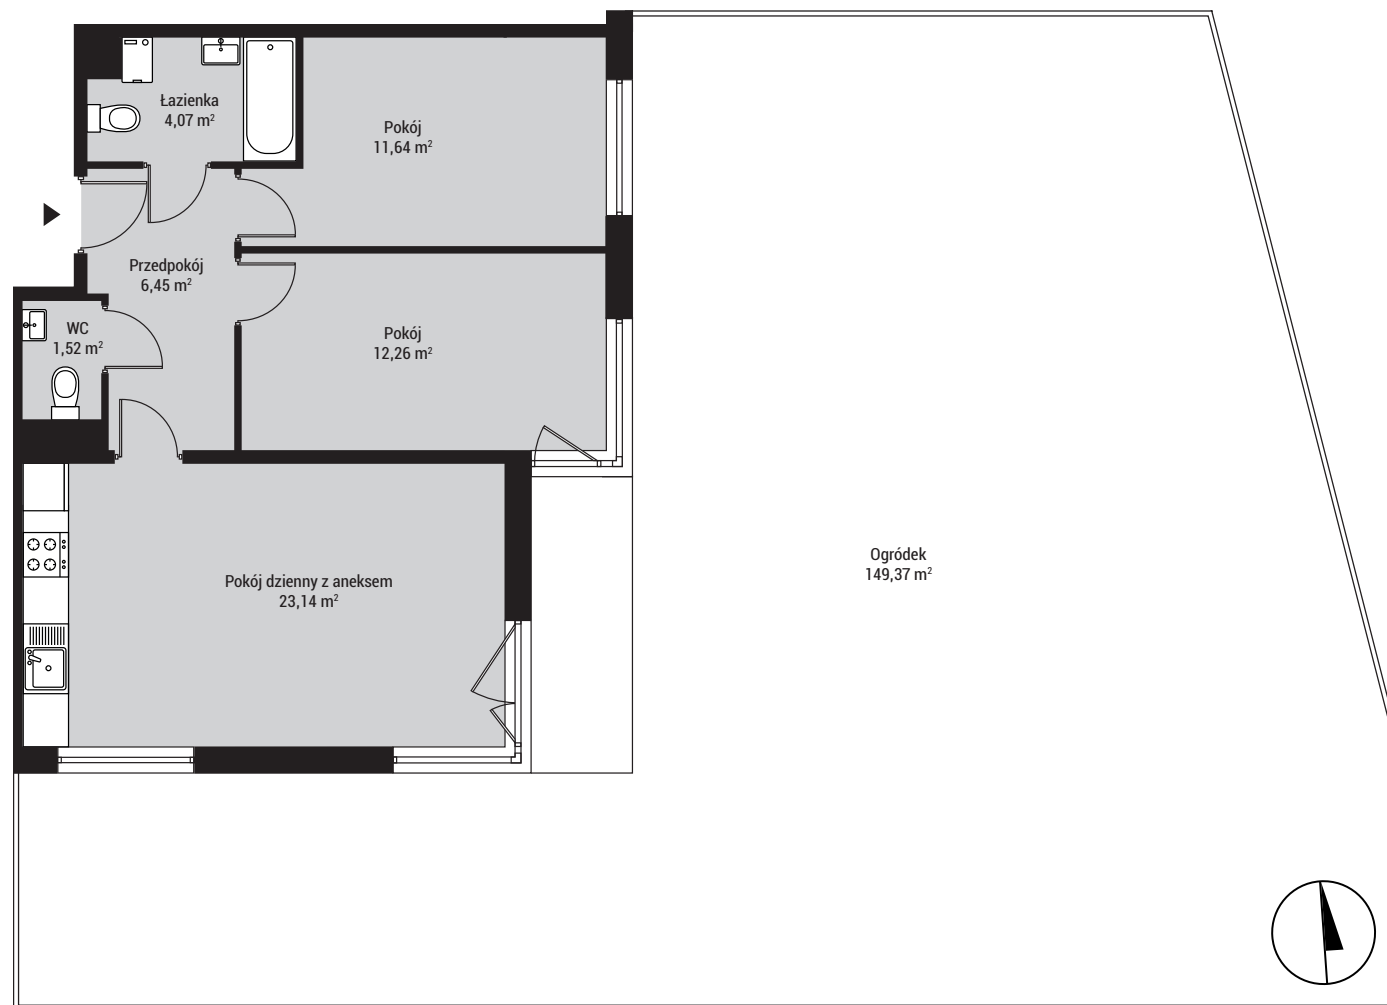 Łazienka
4,07 m²
Pokój
11,64 m²
Przedpokój
6,45 m²
WC
1,52 m²
Pokój
12,26 m²
Pokój dzienny z aneksem
23,14 m²
Ogródek
149,37 m²